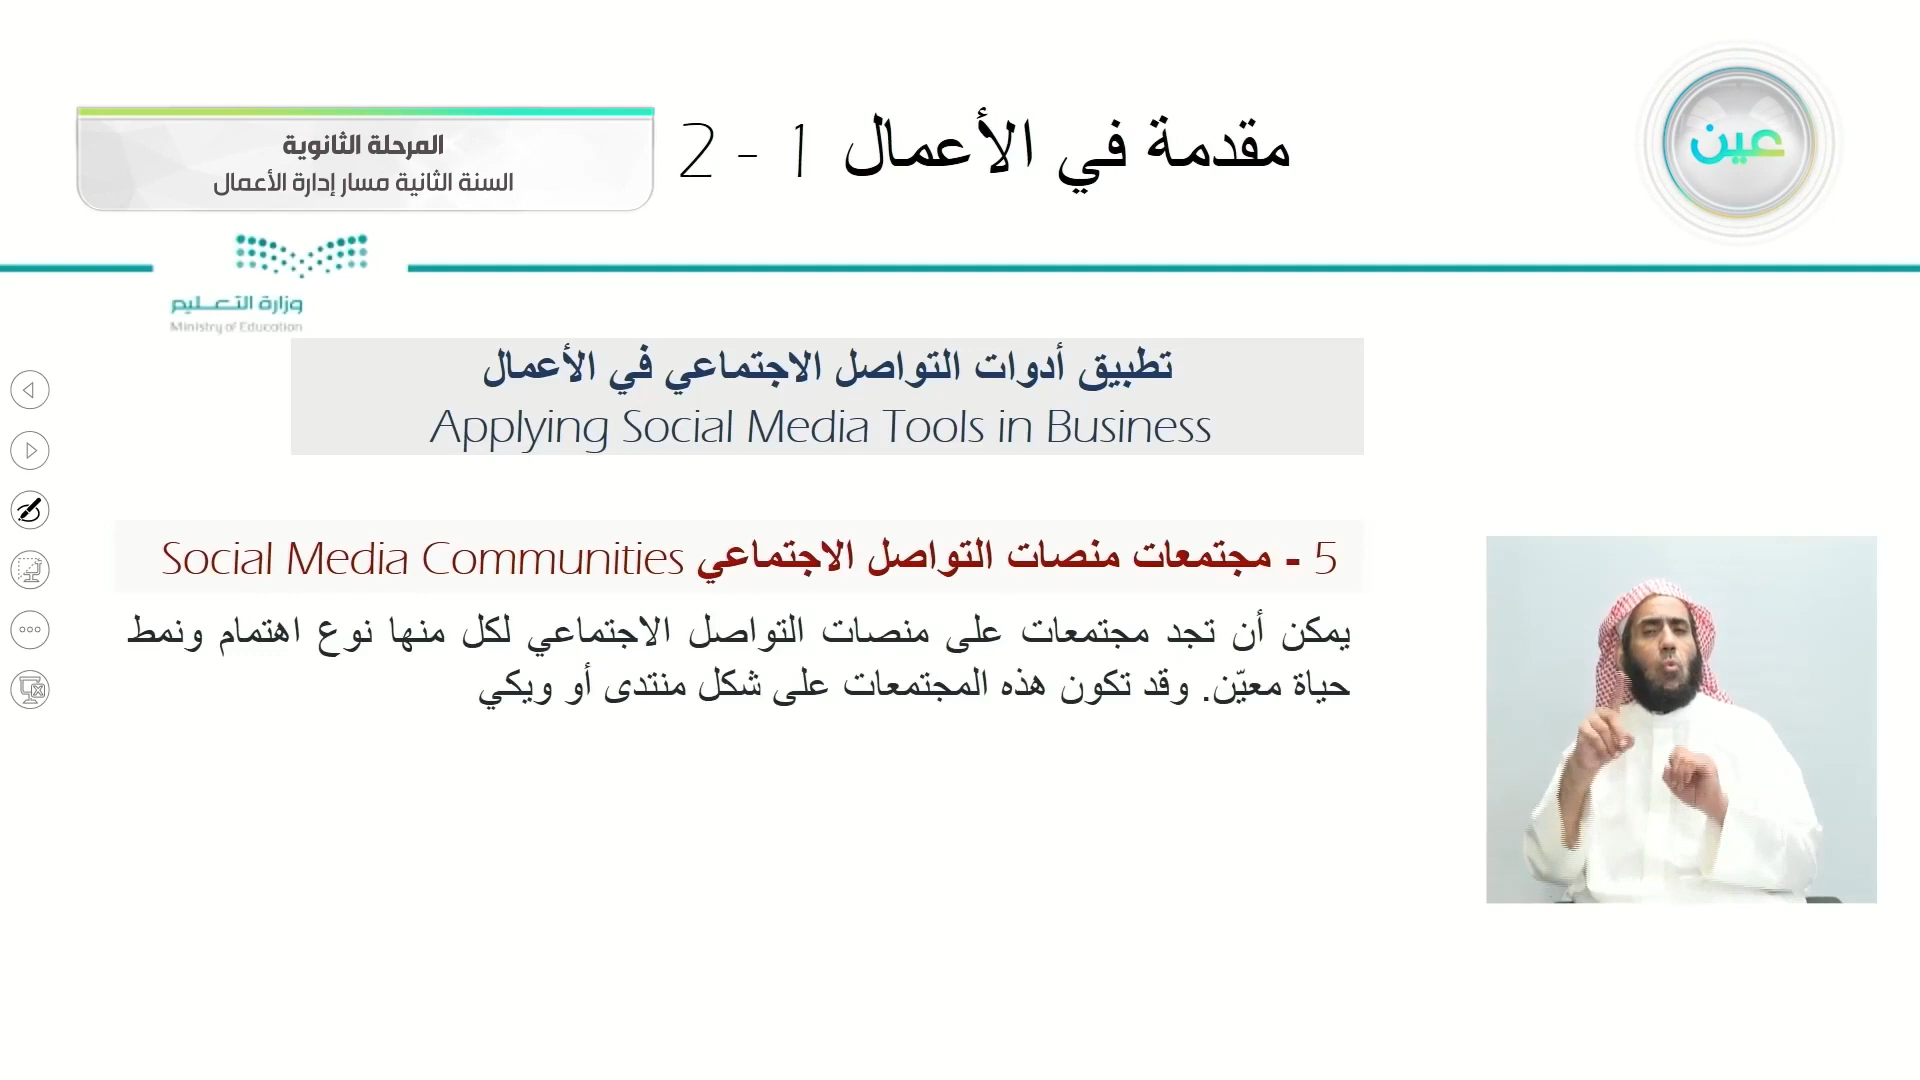 عين
مقدمة في الأعمال 1 - 2
المرحلة الثانوية
السنة الثانية مسار إدارة الأعمال
وزارة التعليم
Ministry of Education
تطبيق أدوات التواصل الاجتماعي في الأعمال
Applying Social Media Tools in Business
5 - مجتمعات منصات التواصل الاجتماعي Social Media Communities
يمكن أن تجد مجتمعات على منصات التواصل الاجتماعي لكل منها نوع اهتمام ونمط
حياة معيّن. وقد تكون هذه المجتمعات على شكل منتدى أو ويكي